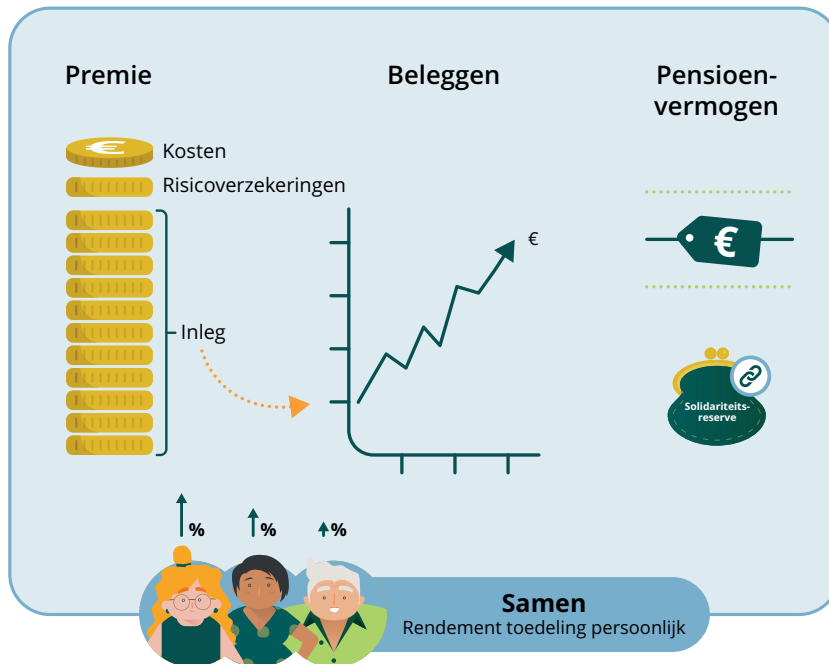 Premie
Beleggen
Pensioen-
vermogen
€
Kosten
Risicoverzekeringen
Inleg
€
€
Solidariteits-
reserve
%
%
%
Samen
Rendement toedeling persoonlijk